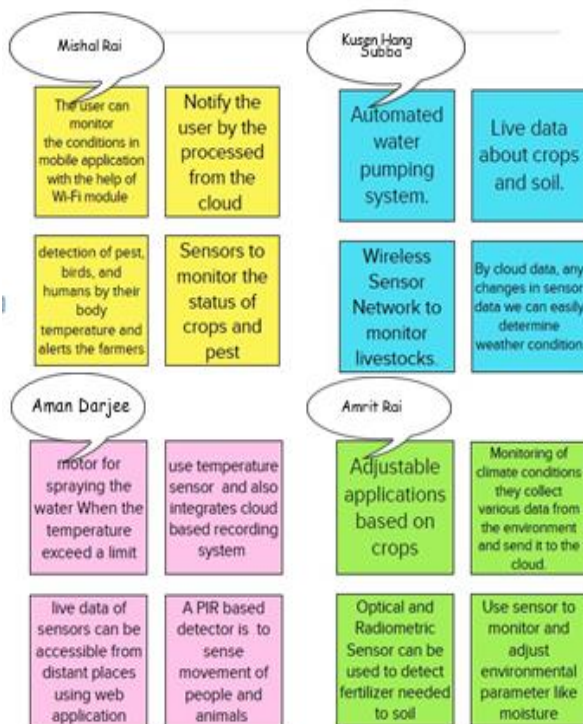 Mishal Rai
The user can
monitor
the conditions in
mobile application
with the help of
Wi-Fi module
Notify the
user by the
processed
from the
cloud
detection of pest,
birds, and
humans by their
body
temperature and
alerts the farmers
Sensors to
monitor the
status of
crops and
pest
Kusen Hang
Subba
Automated
water
pumping
system.
Live data
about crops
and soil.
Wireless
Sensor
Network to
monitor
livestocks.
By cloud data, any
changes in sensor
data we can easily
determine
weather condition
Aman Darjee
motor for
spraying the
water When the
temperature
exceed a limit
use temperature
sensor and also
integrates cloud
based recording
system
live data of
sensors can be
accessible from
distant places
using web
application
A PIR based
detector is to
sense
movement of
people and
animals
Amrit Rai
Adjustable
applications
based on
crops
Monitoring of
climate conditions
they collect
various data from
the environment
and send it to the
cloud.
Optical and
Radiometric
Sensor can be
used to detect
fertilizer needed
to soil
Use sensor to
monitor and
adjust
environmental
parameter like
moisture